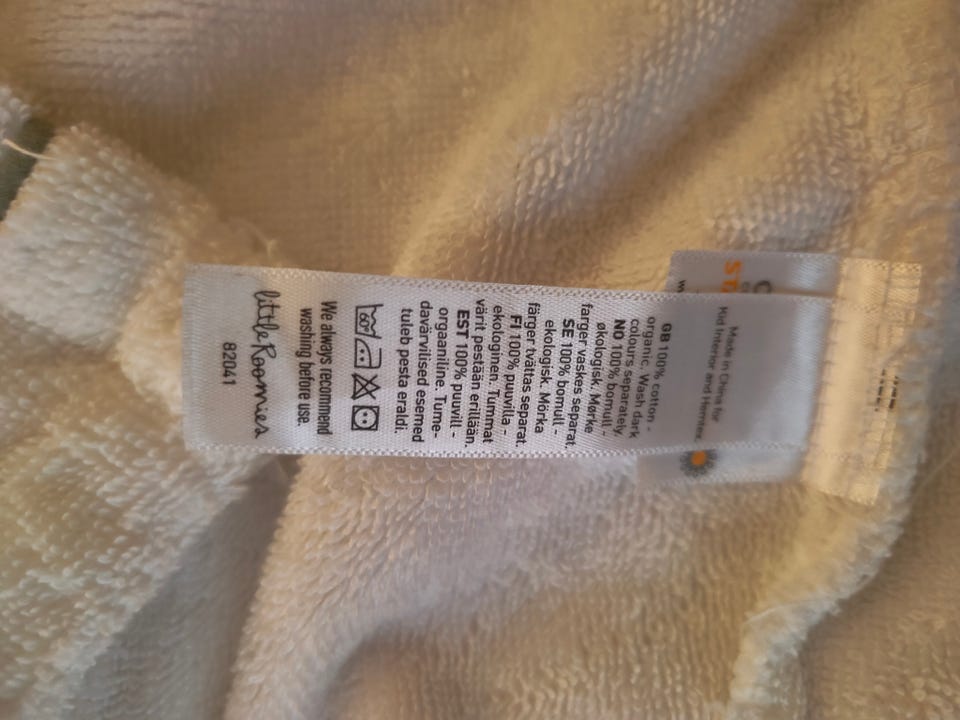 Made in China for
Kid Interior and Hemtex
GB 100% cotton -
organic. Wash dark
colours separately.
NO 100% bomull -
økologisk. Mørke
farger vaskes separat.
SE 100% bomull -
ekologisk. Mörka
färger tvättas separat.
FI 100% puuvilla -
ekologinen. Tummat
värit pestään erillään.
EST 100% puuvill -
orgaaniline. Tume-
davärvilised esemed
tuleb pesta eraldi.
60°
We always recommend
washing before use.
little Roomies
82041